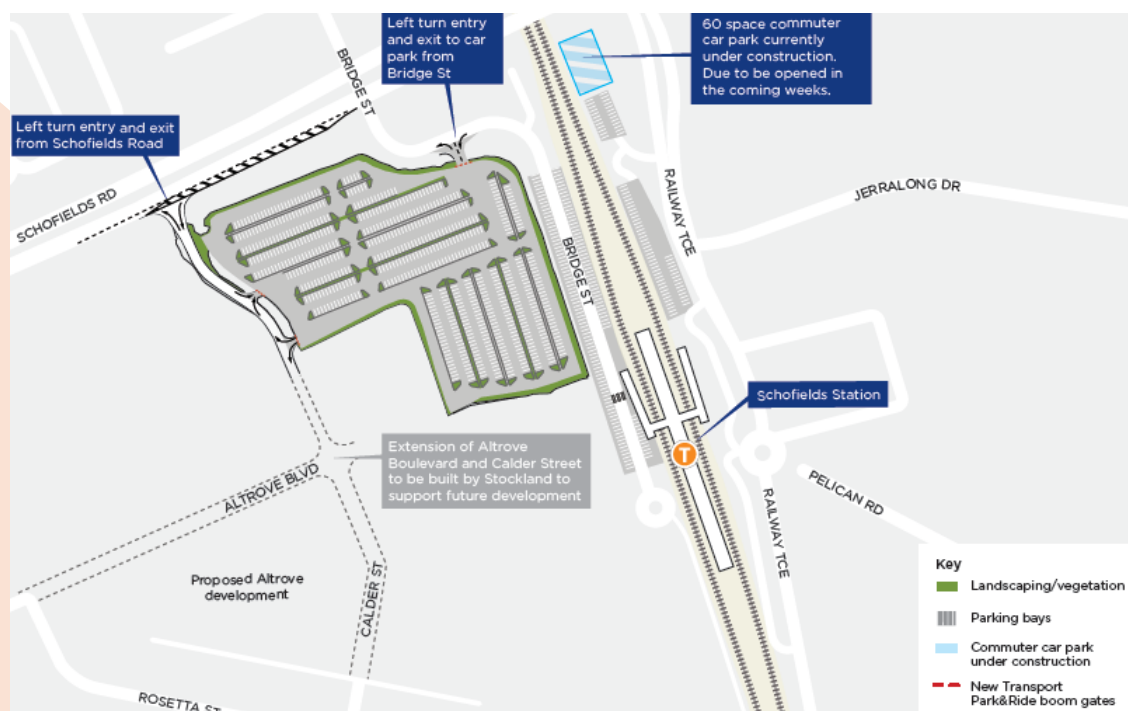 Left turn entry
and exit to car
park from
Bridge St
60 space commuter
car park currently
under construction.
Due to be opened in
the coming weeks.
BRIDGE ST
Left turn entry and exit
from Schofields Road
SCHOFIELDS RD
RAILWAY TCE
JERRALONG DR
BRIDGE ST
Schofields Station
T
Extension of Altrove
Boulevard and Calder Street
to be built by Stockland to
support future development
ALTROVE BLVD
PELICAN RD
RAILWAY TCE
Proposed Altrove
development
CALDER ST
ROSETTA ST
Key
Landscaping/vegetation
Parking bays
Commuter car park
under construction
New Transport
Park&Ride boom gates